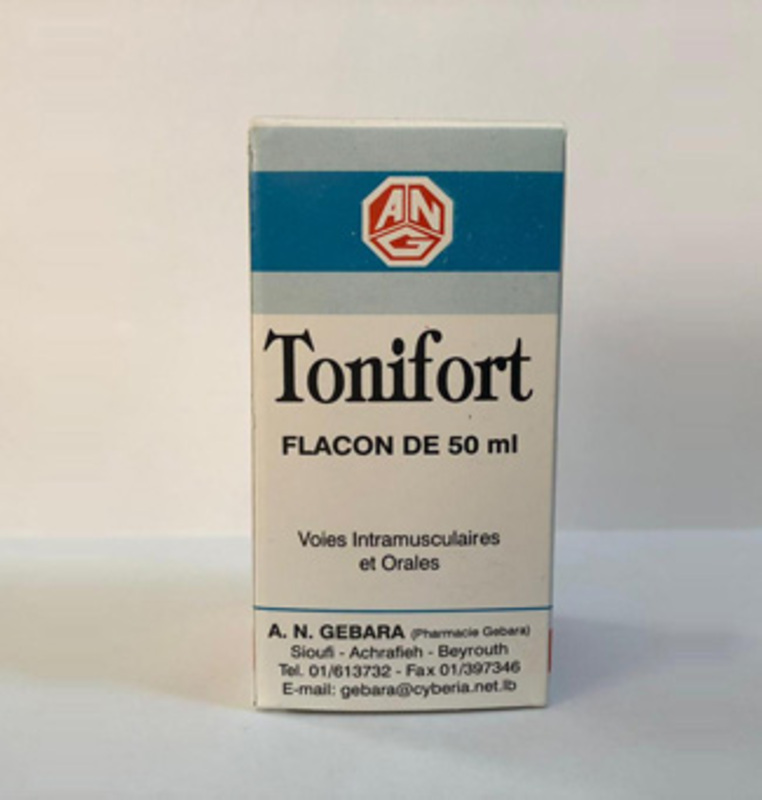 AN
G
Tonifort
FLACON DE 50 ml
Voies Intramusculaires
et Orales
A. N. GEBARA (Pharmacie Gebara)
Sioufi - Achrafieh - Beyrouth
Tel. 01/613732 - Fax 01/397346
E-mail: gebara@cyberia.net.lb